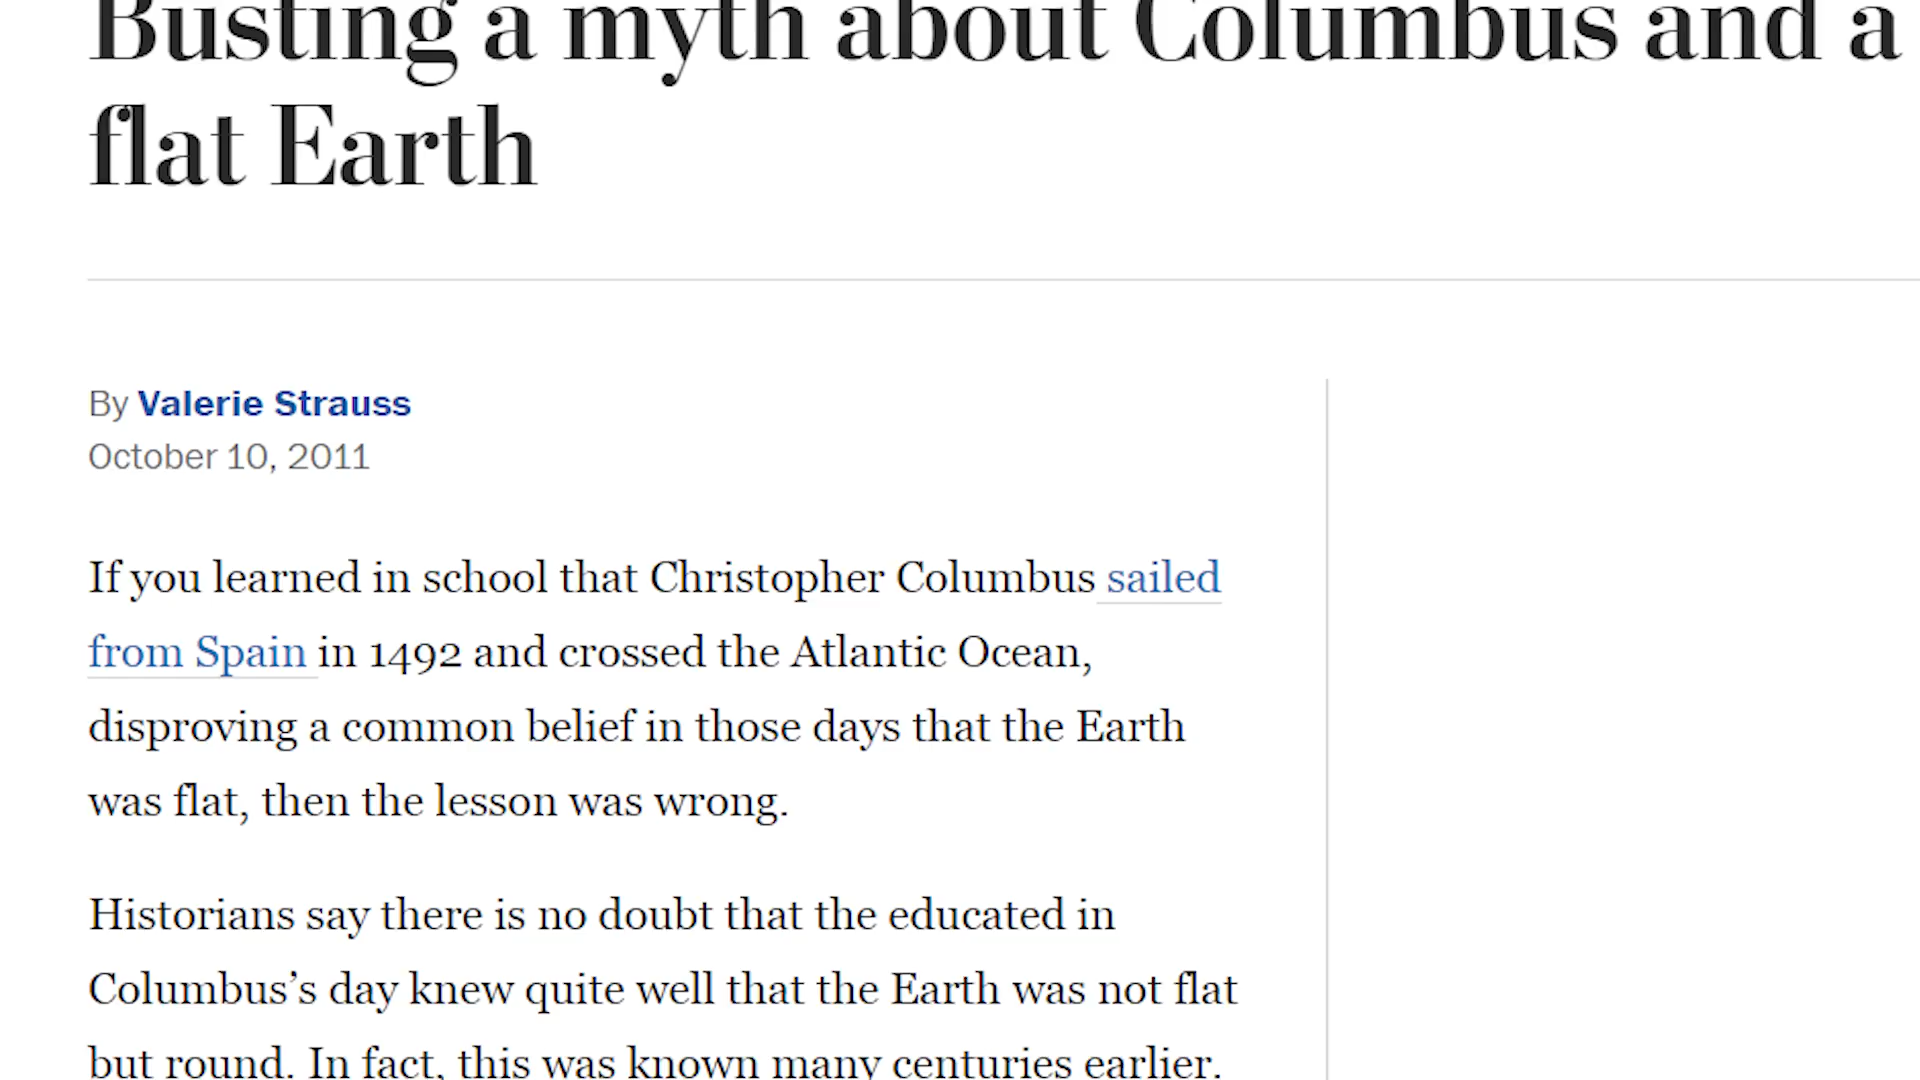 Busting a myth about Columbus and a
flat Earth
By Valerie Strauss
October 10, 2011
If you learned in school that Christopher Columbus sailed
from Spain in 1492 and crossed the Atlantic Ocean,
disproving a common belief in those days that the Earth
was flat, then the lesson was wrong.
Historians say there is no doubt that the educated in
Columbus’s day knew quite well that the Earth was not flat
but round. In fact, this was known many centuries earlier.